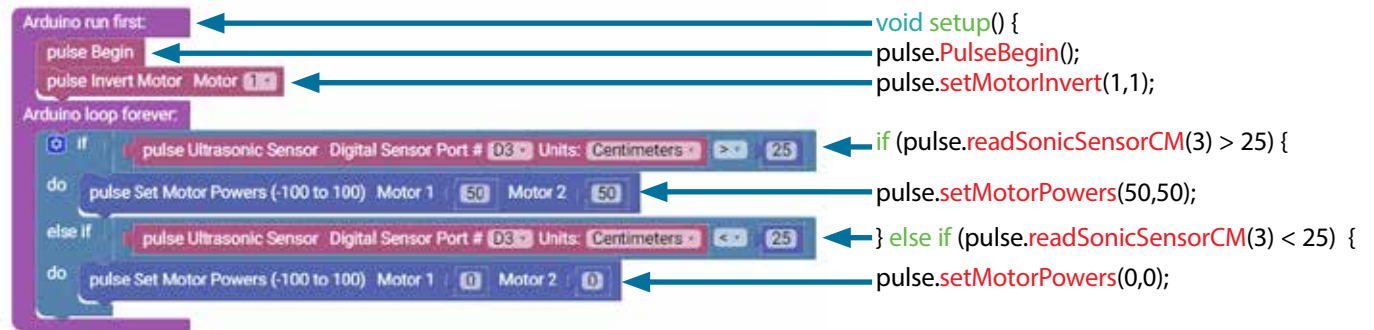 Arduino run first:
void setup() {
pulse Begin
pulse.PulseBegin();
pulse Invert Motor Motor 1
pulse.setMotorInvert(1,1);
Arduino loop forever:
if pulse Ultrasonic Sensor Digital Sensor Port # D3 Units: Centimeters > 25
if (pulse.readSonicSensorCM(3) > 25) {
do pulse Set Motor Powers (-100 to 100) Motor 1 50 Motor 2 50
pulse.setMotorPowers(50,50);
else if pulse Ultrasonic Sensor Digital Sensor Port # D3 Units: Centimeters < 25
} else if (pulse.readSonicSensorCM(3) < 25) {
do pulse Set Motor Powers (-100 to 100) Motor 1 0 Motor 2 0
pulse.setMotorPowers(0,0);